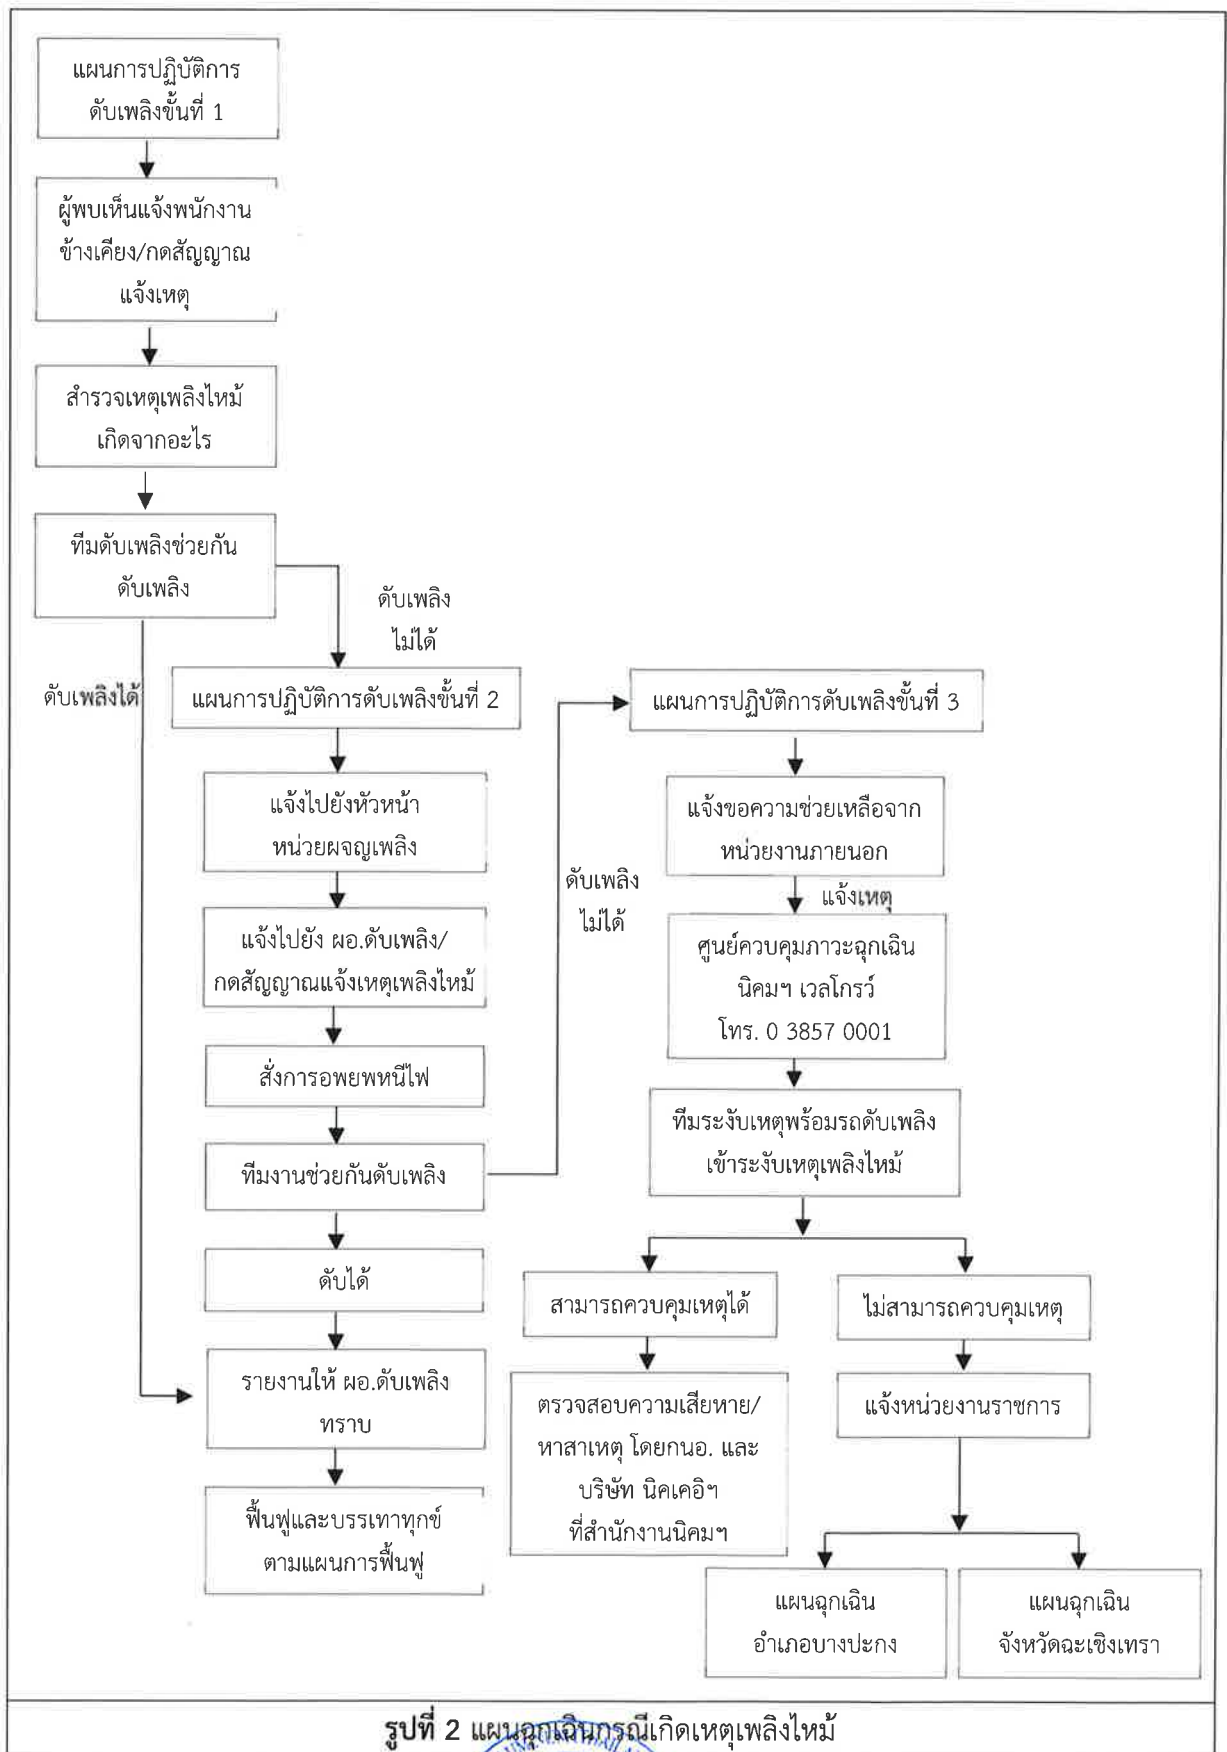 แผนการปฏิบัติการ
ดับเพลิงขั้นที่ 1
ผู้พบเห็นแจ้งพนักงาน
ข้างเคียง/กดสัญญาณ
แจ้งเหตุ
สำรวจเหตุเพลิงไหม้
เกิดจากอะไร
ทีมดับเพลิงช่วยกัน
ดับเพลิง
ดับเพลิง
ไม่ได้
ดับเพลิงได้
แผนการปฏิบัติการดับเพลิงขั้นที่ 2
แจ้งไปยังหัวหน้า
หน่วยผจญเพลิง
แจ้งไปยัง ผอ.ดับเพลิง/
กดสัญญาณแจ้งเหตุเพลิงไหม้
สั่งการอพยพหนีไฟ
ทีมงานช่วยกันดับเพลิง
ดับได้
รายงานให้ ผอ.ดับเพลิง
ทราบ
ฟื้นฟูและบรรเทาทุกข์
ตามแผนการฟื้นฟู
ดับเพลิง
ไม่ได้
แผนการปฏิบัติการดับเพลิงขั้นที่ 3
แจ้งขอความช่วยเหลือจาก
หน่วยงานภายนอก
แจ้งเหตุ
ศูนย์ควบคุมภาวะฉุกเฉิน
นิคมฯ เวลโกรว์
โทร. 0 3857 0001
ทีมระงับเหตุพร้อมรถดับเพลิง
เข้าระงับเหตุเพลิงไหม้
สามารถควบคุมเหตุได้
ตรวจสอบความเสียหาย/
หาสาเหตุ โดยกนอ. และ
บริษัท นิคเคอิฯ
ที่สำนักงานนิคมฯ
ไม่สามารถควบคุมเหตุ
แจ้งหน่วยงานราชการ
แผนฉุกเฉิน
อำเภอบางปะกง
แผนฉุกเฉิน
จังหวัดฉะเชิงเทรา
รูปที่ 2 แผนฉุกเฉินกรณีเกิดเหตุเพลิงไหม้